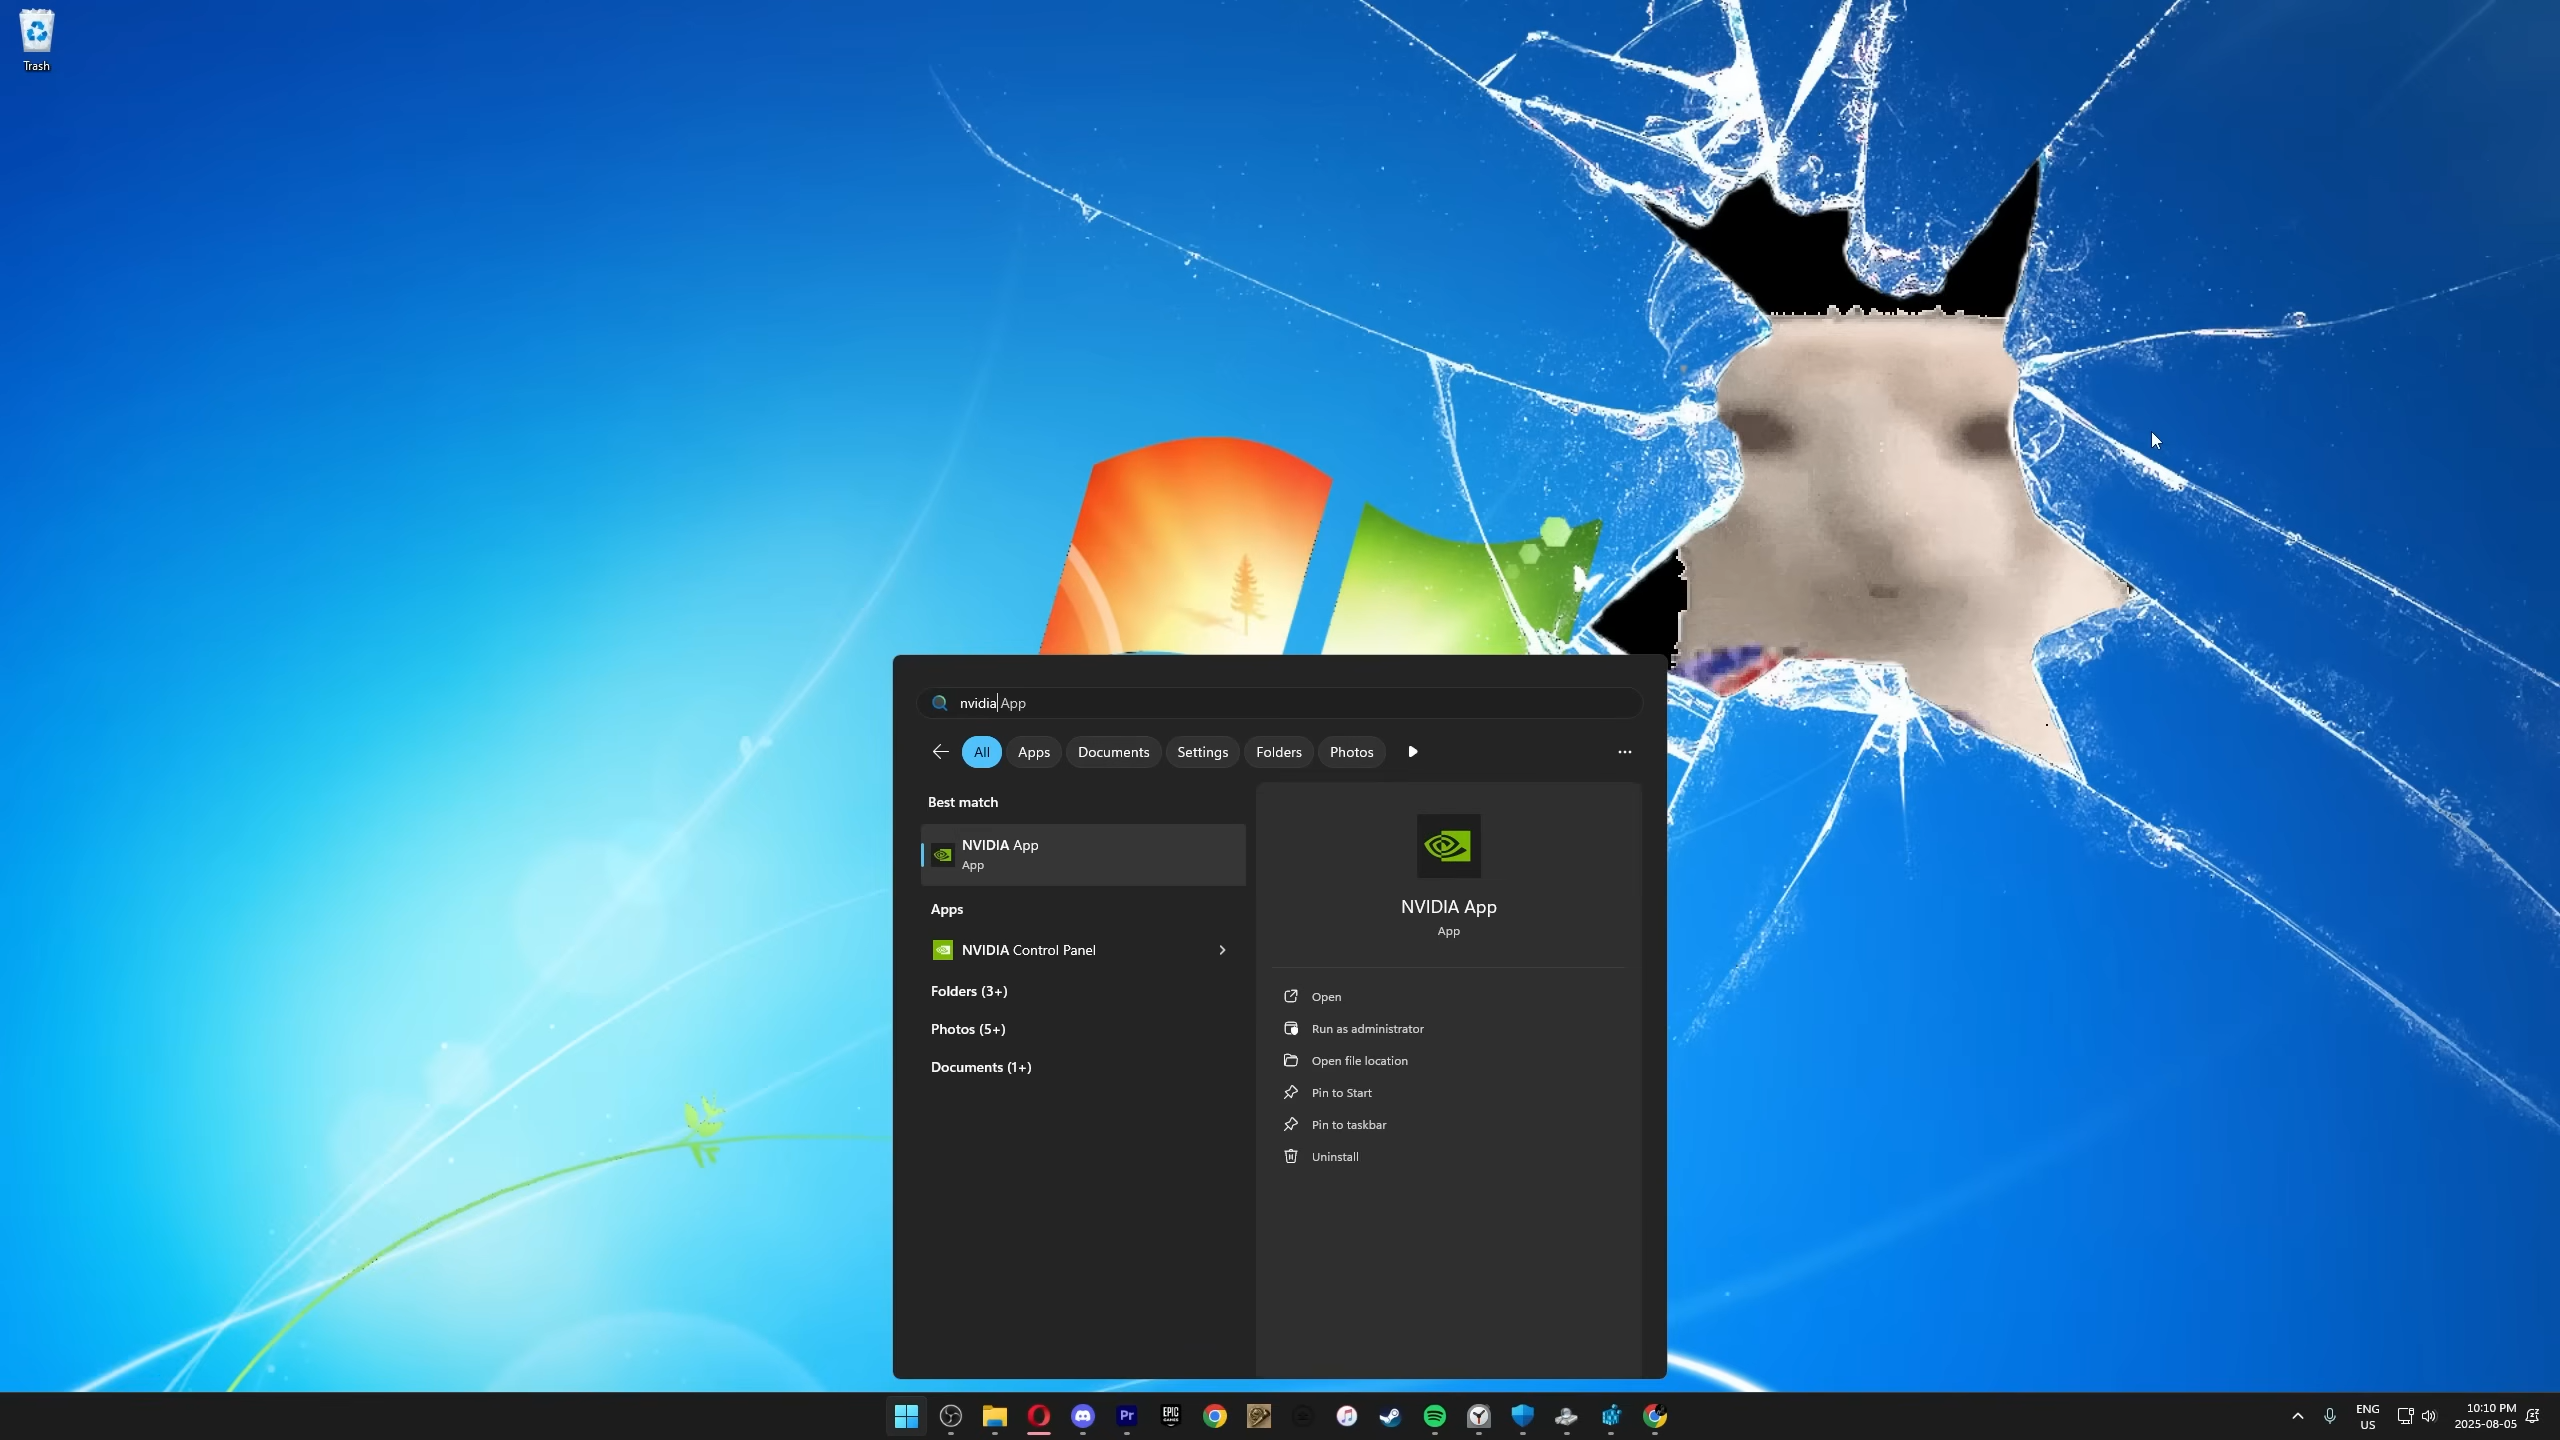 Trash
nvidia App
All Apps Documents Settings Folders Photos
Best match
NVIDIA App
App
Apps
NVIDIA Control Panel
Folders (3+)
Photos (5+)
Documents (1+)
NVIDIA App
App
Open
Run as administrator
Open file location
Pin to Start
Pin to taskbar
Uninstall
Pr
EPIC
GAMES
ENG
US
10:10 PM
2025-08-05